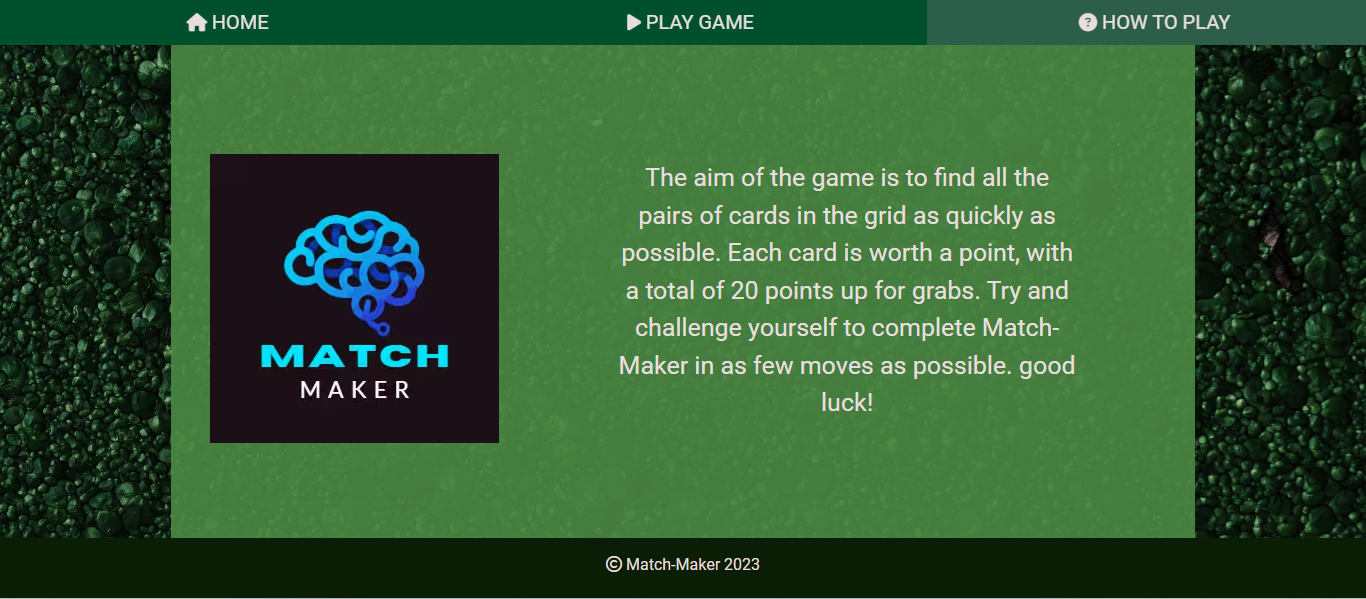 HOME
PLAY GAME
HOW TO PLAY
MATCH
MAKER
The aim of the game is to find all the
pairs of cards in the grid as quickly as
possible. Each card is worth a point, with
a total of 20 points up for grabs. Try and
challenge yourself to complete Match-
Maker in as few moves as possible. good
luck!
© Match-Maker 2023